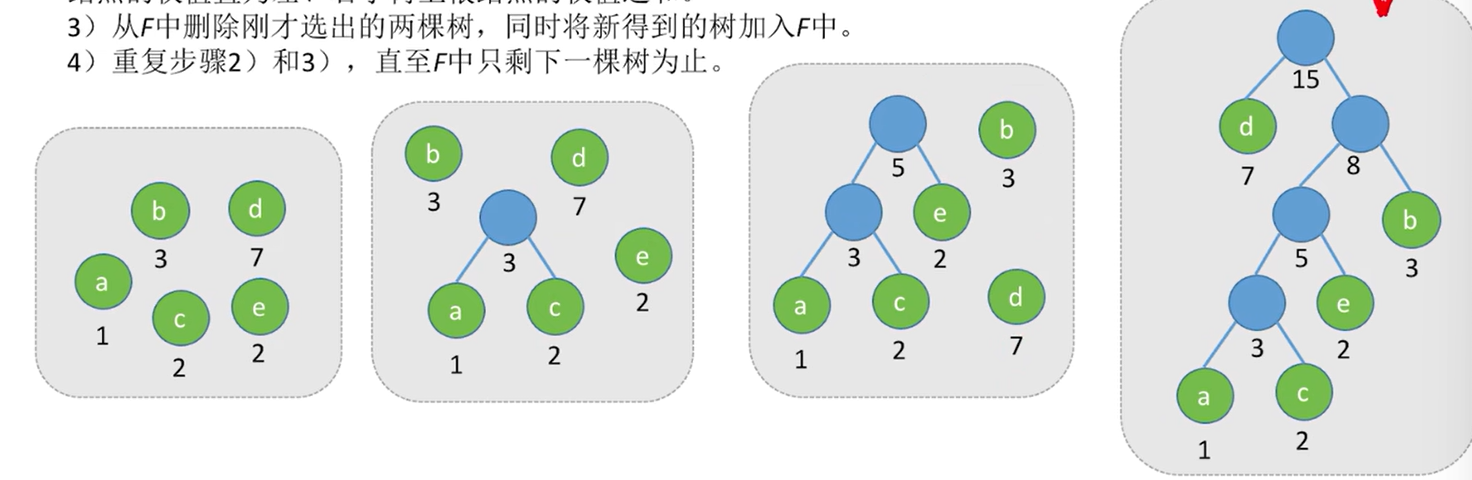 3）从F中删除刚才选出的两棵树，同时将新得到的树加入F中。
4）重复步骤2）和3），直至F中只剩下一棵树为止。
b d
3 7
a c e
1 2 2
b d
3 7
3
e
2
a c
1 2
b
5 3
e
3 2
a c d
1 2 7
15
d
7 8
b
5 3
e
3 2
a c
1 2